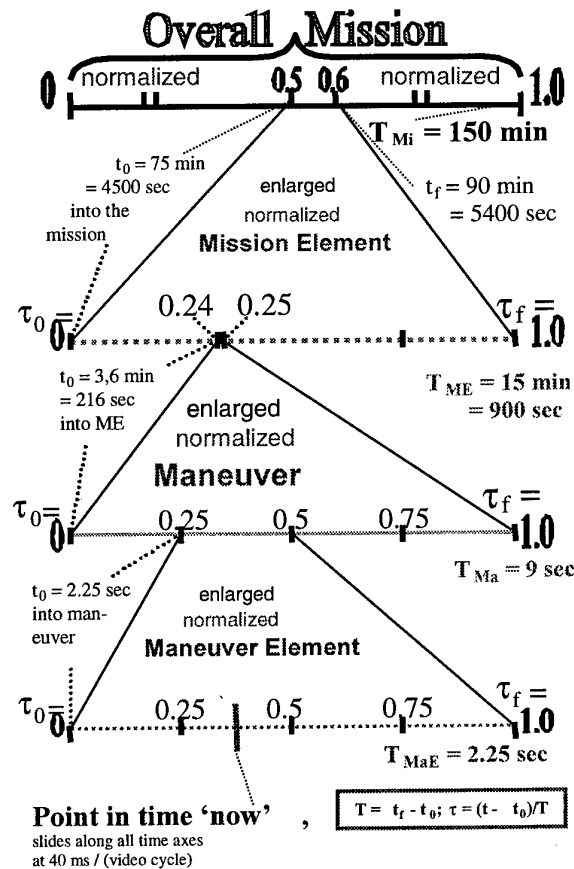 Overall Mission
0 normalized 0.5 0.6 normalized 1.0
T Mi = 150 min
t0 = 75 min
= 4500 sec
into the
mission
enlarged
normalized
Mission Element
tf = 90 min
= 5400 sec
τ0 =
0
0.24 0.25
τf =
1.0
t0 = 3,6 min
= 216 sec
into ME
T ME = 15 min
= 900 sec
enlarged
normalized
Maneuver
τ0=
0
0.25 0.5 0.75
τf =
1.0
T Ma = 9 sec
t0 = 2.25 sec
into man-
euver
enlarged
normalized
Maneuver Element
τ0=
0
0.25 0.5 0.75
τf =
1.0
T MaE = 2.25 sec
Point in time ‘now’ ,
slides along all time axes
at 40 ms / (video cycle)
T = tf - t0; τ = (t - t0)/T